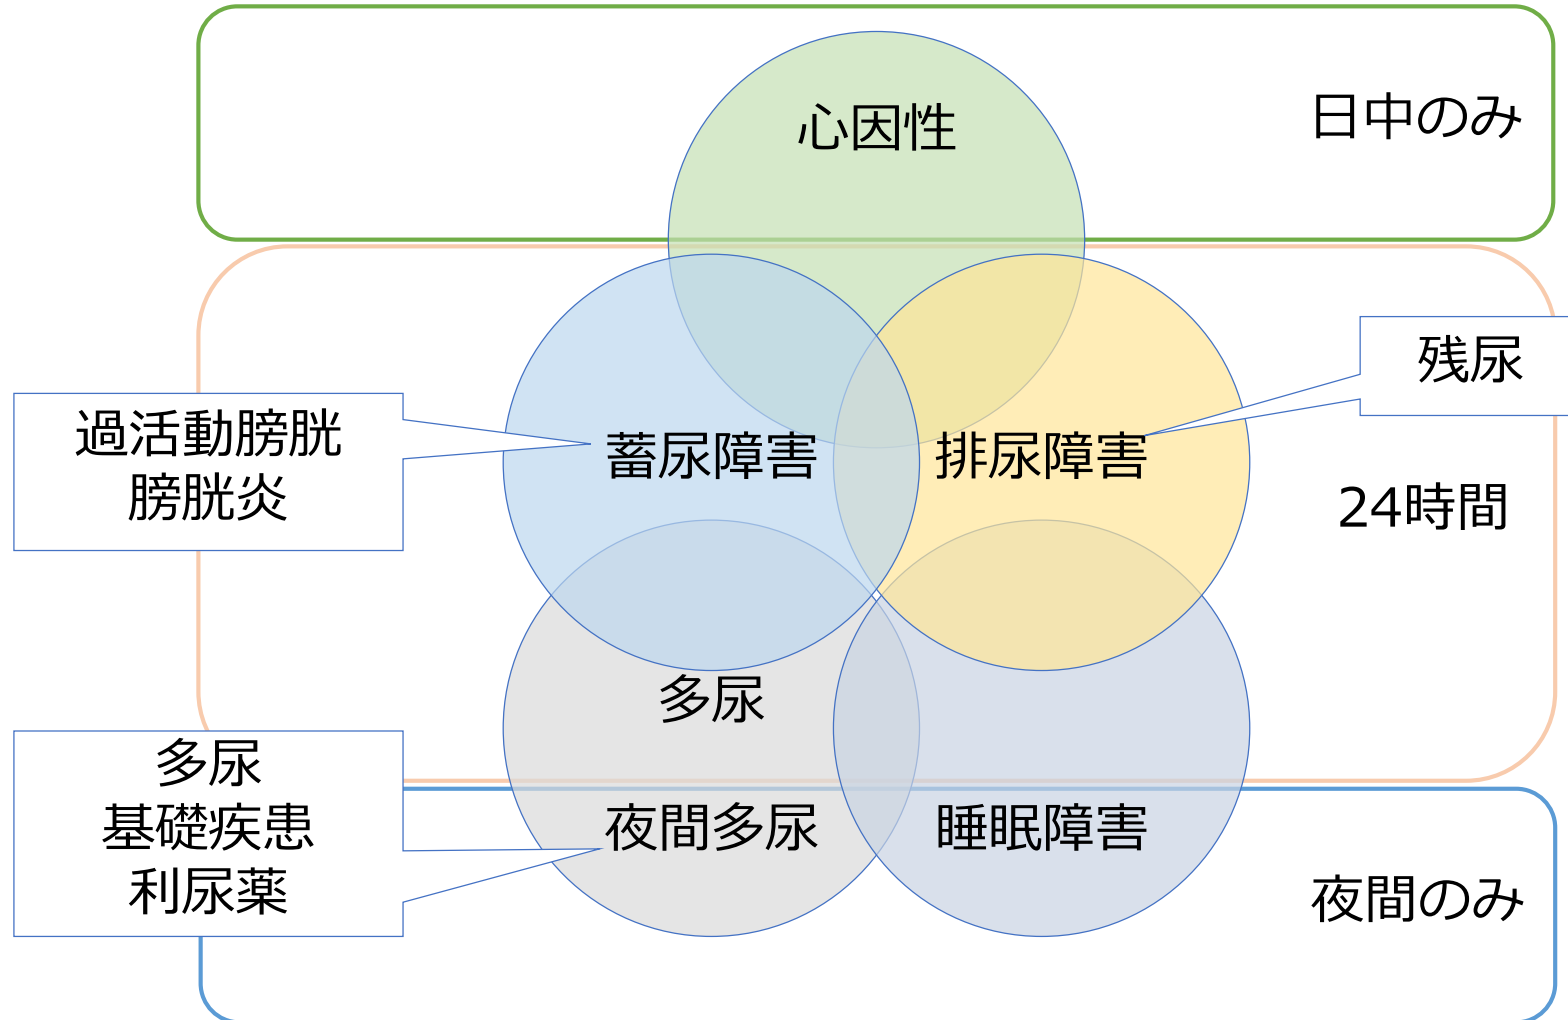 心因性
日中のみ
残尿
過活動膀胱
膀胱炎
蓄尿障害
排尿障害
24時間
多尿
多尿
基礎疾患
利尿薬
夜間多尿
睡眠障害
夜間のみ